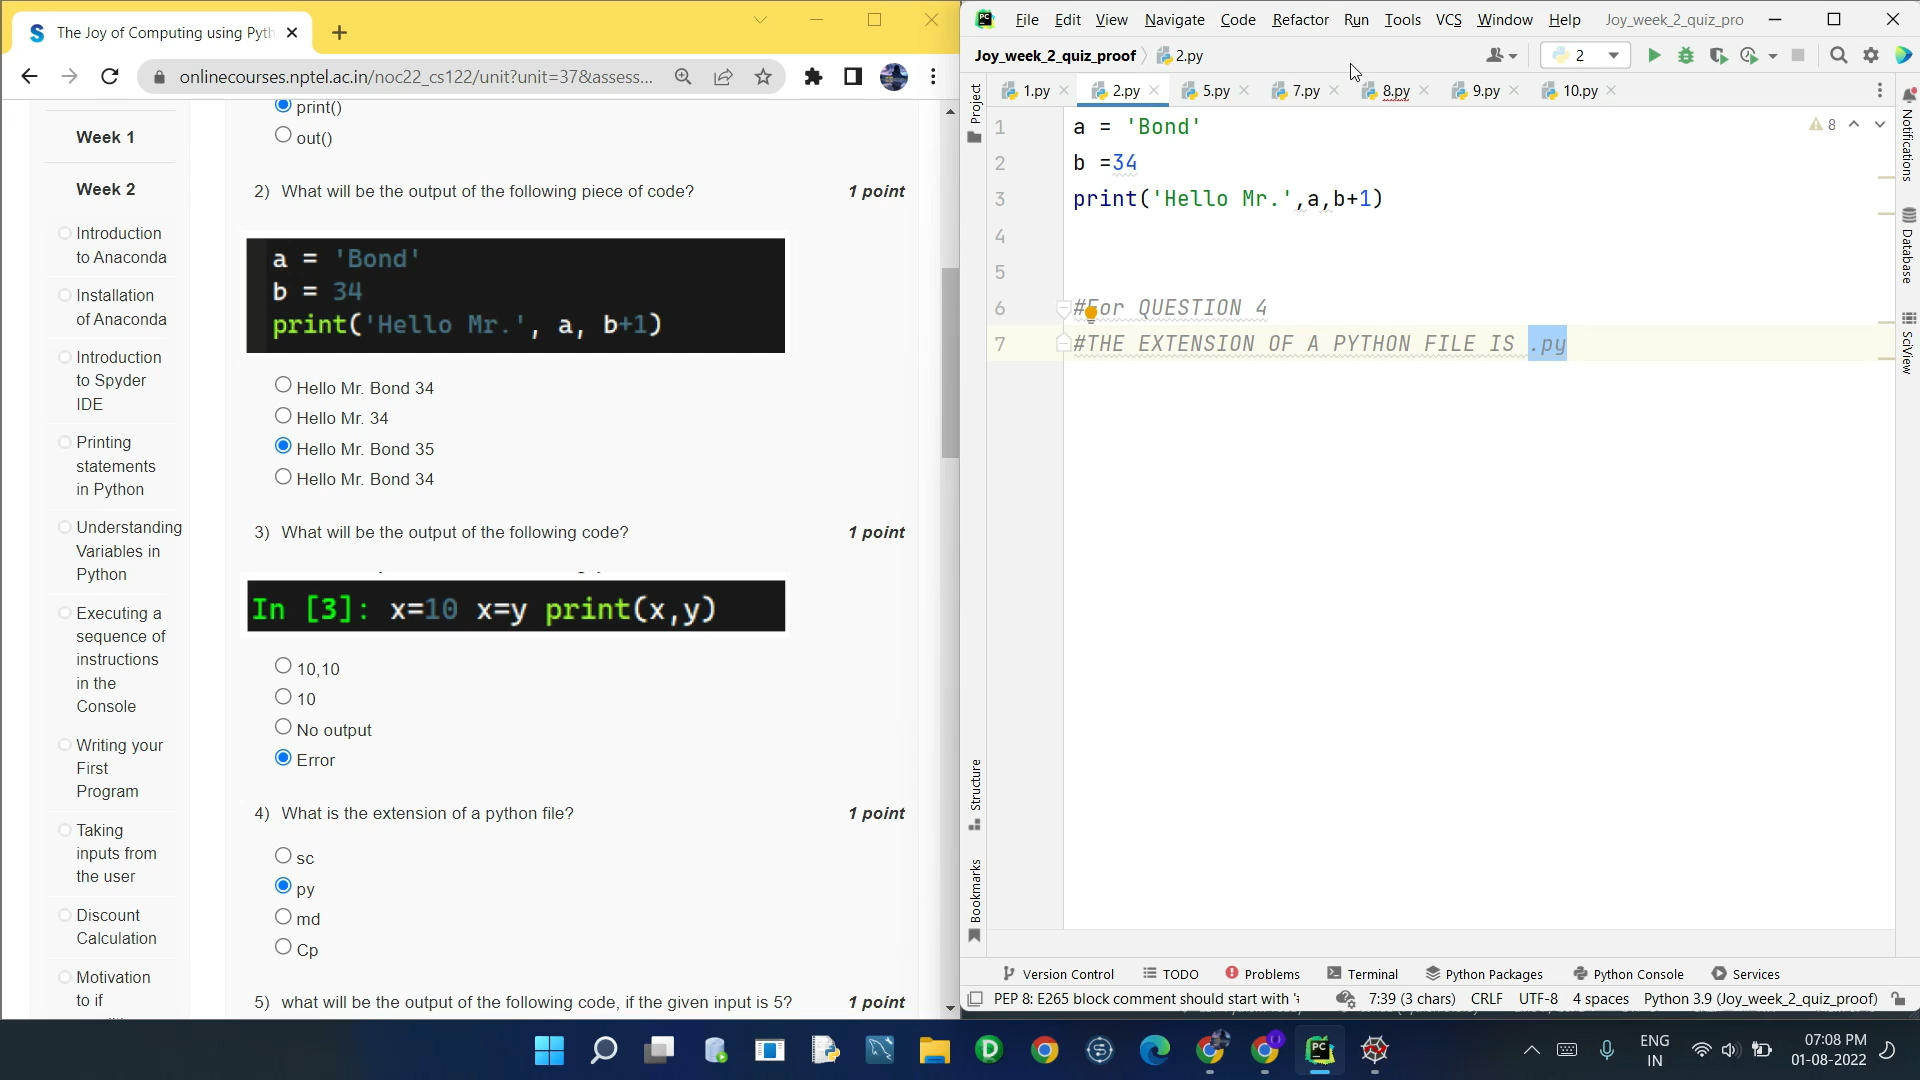 The Joy of Computing using Pyth
onlinecourses.nptel.ac.in/noc22_cs122/unit?unit=37&assess...
Week 1
Week 2
Introduction
to Anaconda
Installation
of Anaconda
Introduction
to Spyder
IDE
Printing
statements
in Python
Understanding
Variables in
Python
Executing a
sequence of
instructions
in the
Console
Writing your
First
Program
Taking
inputs from
the user
Discount
Calculation
Motivation
to if
print()
out()
2) What will be the output of the following piece of code? 1 point
a = 'Bond'
b = 34
print('Hello Mr.', a, b+1)
Hello Mr. Bond 34
Hello Mr. 34
Hello Mr. Bond 35
Hello Mr. Bond 34
3) What will be the output of the following code? 1 point
In [3]: x=10 x=y print(x,y)
10,10
10
No output
Error
4) What is the extension of a python file? 1 point
sc
py
md
Cp
5) what will be the output of the following code, if the given input is 5? 1 point
PC File Edit View Navigate Code Refactor Run Tools VCS Window Help Joy_week_2_quiz_pro
Joy_week_2_quiz_proof 2.py 2
1.py 2.py 5.py 7.py 8.py 9.py 10.py
Project
Structure
Bookmarks
1 a = 'Bond' 8
2 b =34
3 print('Hello Mr.',a,b+1)
4
5
6 #For QUESTION 4
7 #THE EXTENSION OF A PYTHON FILE IS .py
Notifications
Database
SciView
Version Control TODO Problems Terminal Python Packages Python Console Services
PEP 8: E265 block comment should start with '# 7:39 (3 chars) CRLF UTF-8 4 spaces Python 3.9 (Joy_week_2_quiz_proof)
ENG
IN
07:08 PM
01-08-2022